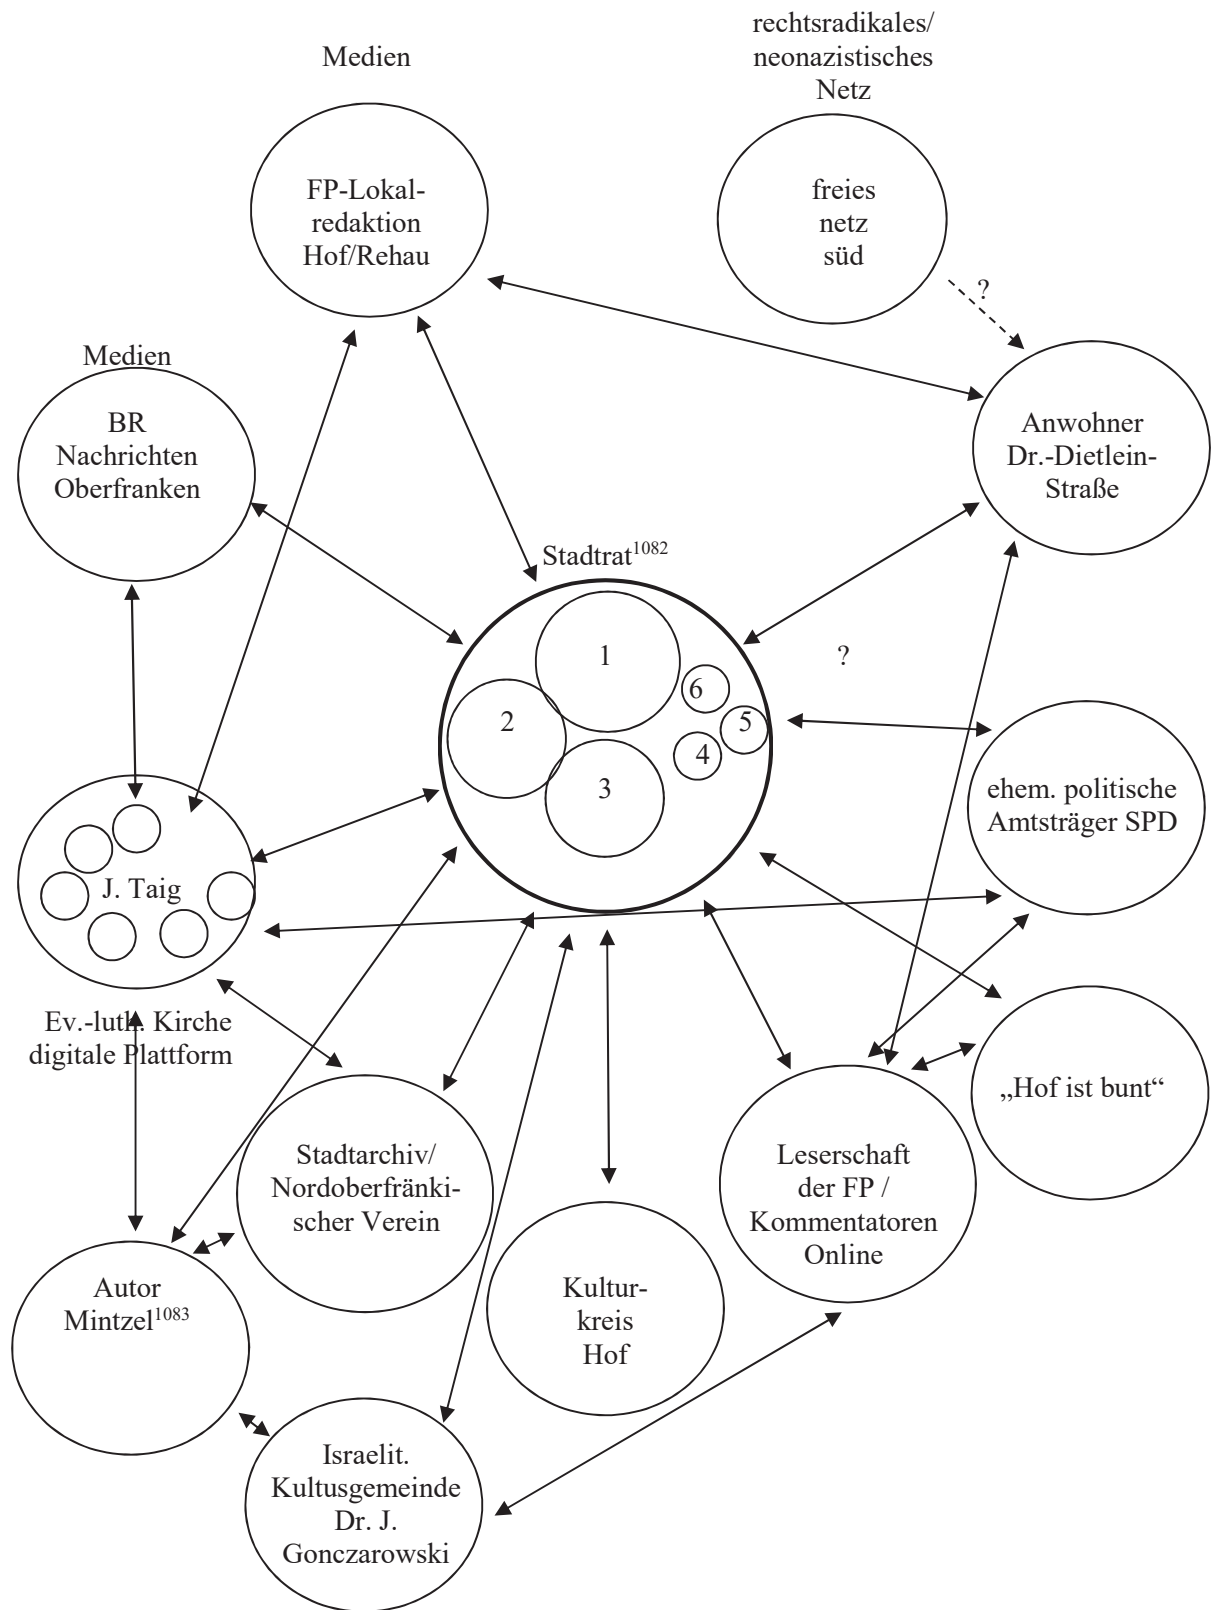 rechtsradikales/
neonazistisches
Netz
Medien
FP-Lokal-
redaktion
Hof/Rehau
freies
netz
süd
?
Medien
BR
Nachrichten
Oberfranken
Anwohner
Dr.-Dietlein-
Straße
Stadtrat1082
1
?
6
2
5
4
3
ehem. politische
Amtsträger SPD
J. Taig
Ev.-luth. Kirche
digitale Plattform
„Hof ist bunt“
Stadtarchiv/
Nordoberfränki-
scher Verein
Leserschaft
der FP /
Kommentatoren
Online
Autor
Mintzel1083
Kultur-
kreis
Hof
Israelit.
Kultusgemeinde
Dr. J.
Gonczarowski